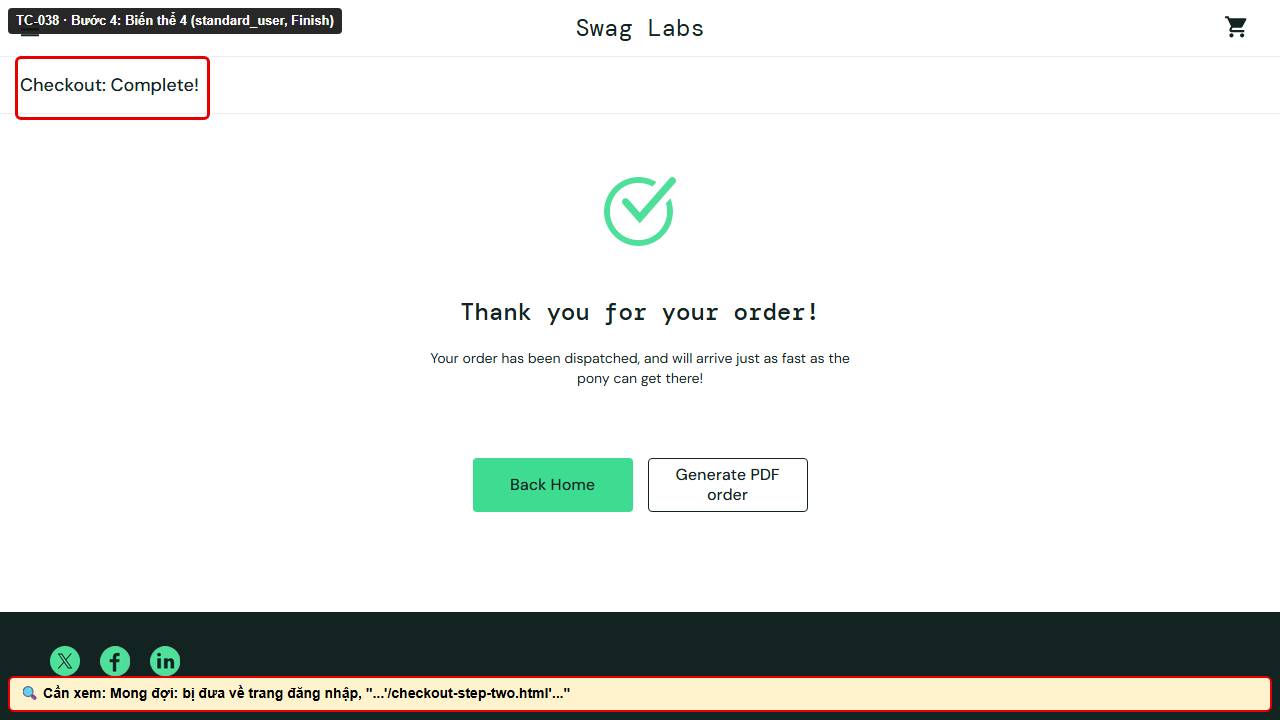 TC-038 · Bước 4: Biến thể 4 (standard_user, Finish)
Swag Labs
Checkout: Complete!
Thank you for your order!
Your order has been dispatched, and will arrive just as fast as the
pony can get there!
Back Home
Generate PDF
order
🔍 Cần xem: Mong đợi: bị đưa về trang đăng nhập, "...'/checkout-step-two.html'..."